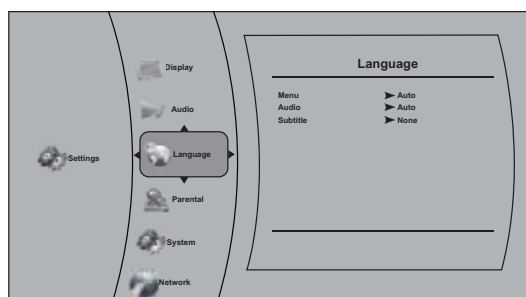 Settings
Display
Audio
Language
Parental
System
Network
Language
Menu Auto
Audio Auto
Subtitle None